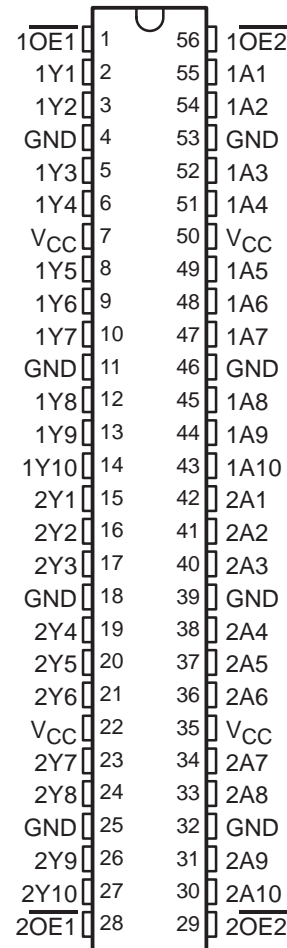 1OE1 1 56 1OE2
1Y1 2 55 1A1
1Y2 3 54 1A2
GND 4 53 GND
1Y3 5 52 1A3
1Y4 6 51 1A4
VCC 7 50 VCC
1Y5 8 49 1A5
1Y6 9 48 1A6
1Y7 10 47 1A7
GND 11 46 GND
1Y8 12 45 1A8
1Y9 13 44 1A9
1Y10 14 43 1A10
2Y1 15 42 2A1
2Y2 16 41 2A2
2Y3 17 40 2A3
GND 18 39 GND
2Y4 19 38 2A4
2Y5 20 37 2A5
2Y6 21 36 2A6
VCC 22 35 VCC
2Y7 23 34 2A7
2Y8 24 33 2A8
GND 25 32 GND
2Y9 26 31 2A9
2Y10 27 30 2A10
2OE1 28 29 2OE2